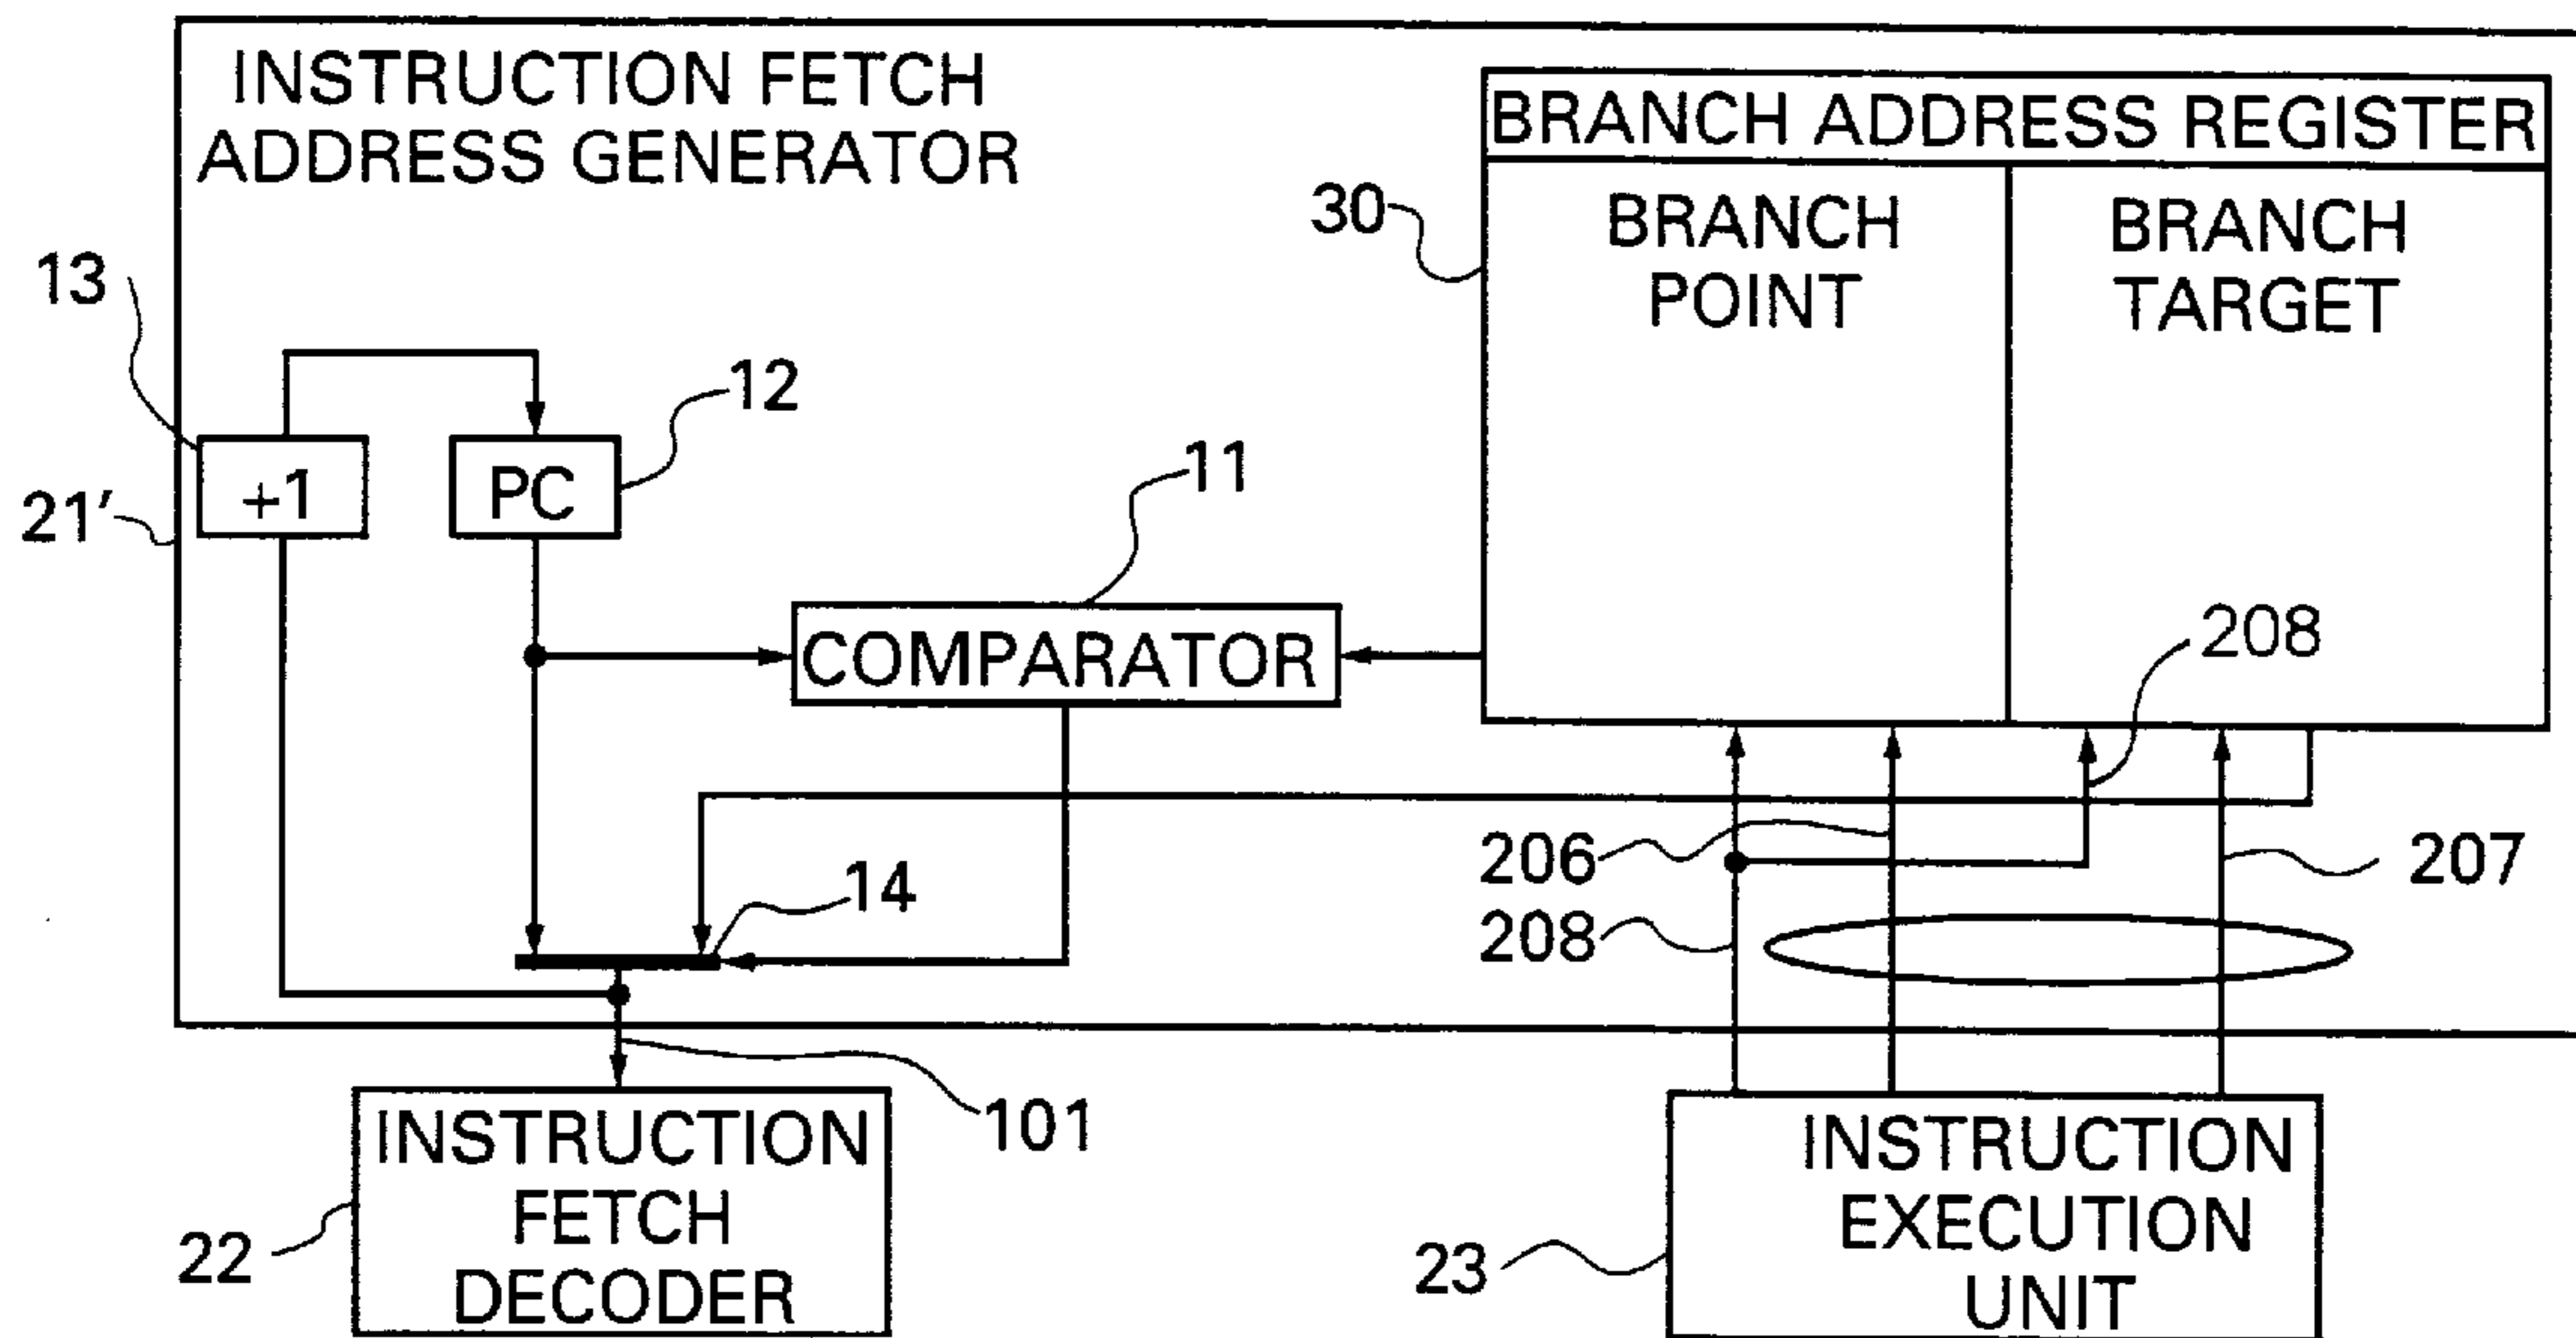 INSTRUCTION FETCH
ADDRESS GENERATOR
BRANCH ADDRESS REGISTER
30
BRANCH
POINT
BRANCH
TARGET
13
12
+1
PC
21′
11
COMPARATOR
208
206
207
14
208
101
INSTRUCTION
FETCH
DECODER
22
INSTRUCTION
EXECUTION
UNIT
23